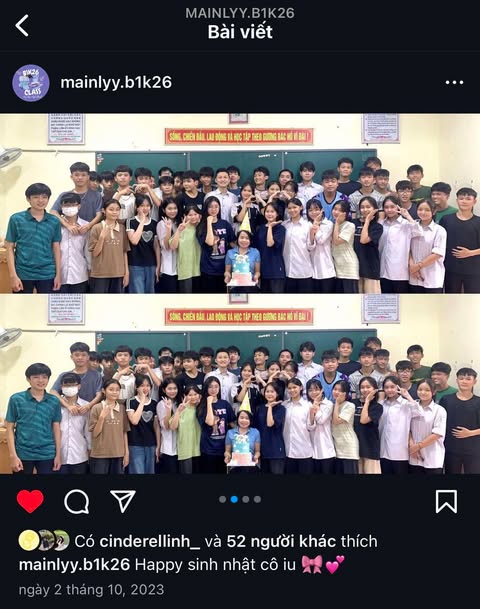 MAINLYY.B1K26
Bài viết
B1K26
CLASS
mainlyy.b1k26
SỐNG, CHIẾN ĐẤU, LAO ĐỘNG VÀ HỌC TẬP THEO GƯƠNG BÁC HỒ VĨ ĐẠI !
SỐNG, CHIẾN ĐẤU, LAO ĐỘNG VÀ HỌC TẬP THEO GƯƠNG BÁC HỒ VĨ ĐẠI !
Có cinderellinh_ và 52 người khác thích
mainlyy.b1k26 Happy sinh nhật cô iu 🎀💕
ngày 2 tháng 10, 2023